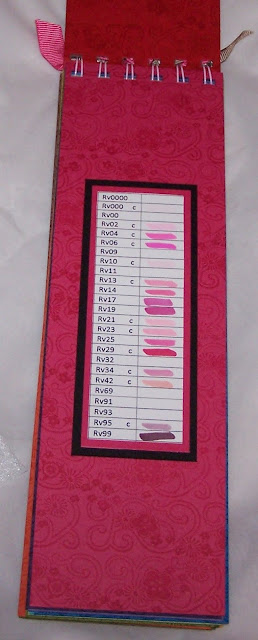 Rv0000
Rv000 c
Rv00
Rv02 c
Rv04 c
Rv06 c
Rv09
Rv10 c
Rv11
Rv13 c
Rv14
Rv17
Rv19
Rv21 c
Rv23 c
Rv25
Rv29 c
Rv32
Rv34 c
Rv42 c
Rv69
Rv91
Rv93
Rv95 c
Rv99